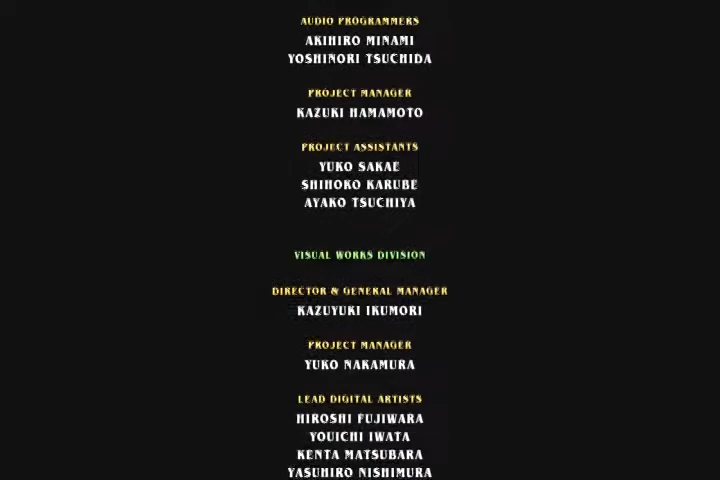 AUDIO PROGRAMMERS
AKIHIRO MINAMI
YOSHINORI TSUCHIDA
PROJECT MANAGER
KAZUKI HAMAMOTO
PROJECT ASSISTANTS
YUKO SAKAE
SHIHOKO KARUBE
AYAKO TSUCHIYA
VISUAL WORKS DIVISION
DIRECTOR & GENERAL MANAGER
KAZUYUKI IKUMORI
PROJECT MANAGER
YUKO NAKAMURA
LEAD DIGITAL ARTISTS
HIROSHI FUJIWARA
YOUICHI IWATA
KENTA MATSUBARA
YASUHIRO NISHIMURA